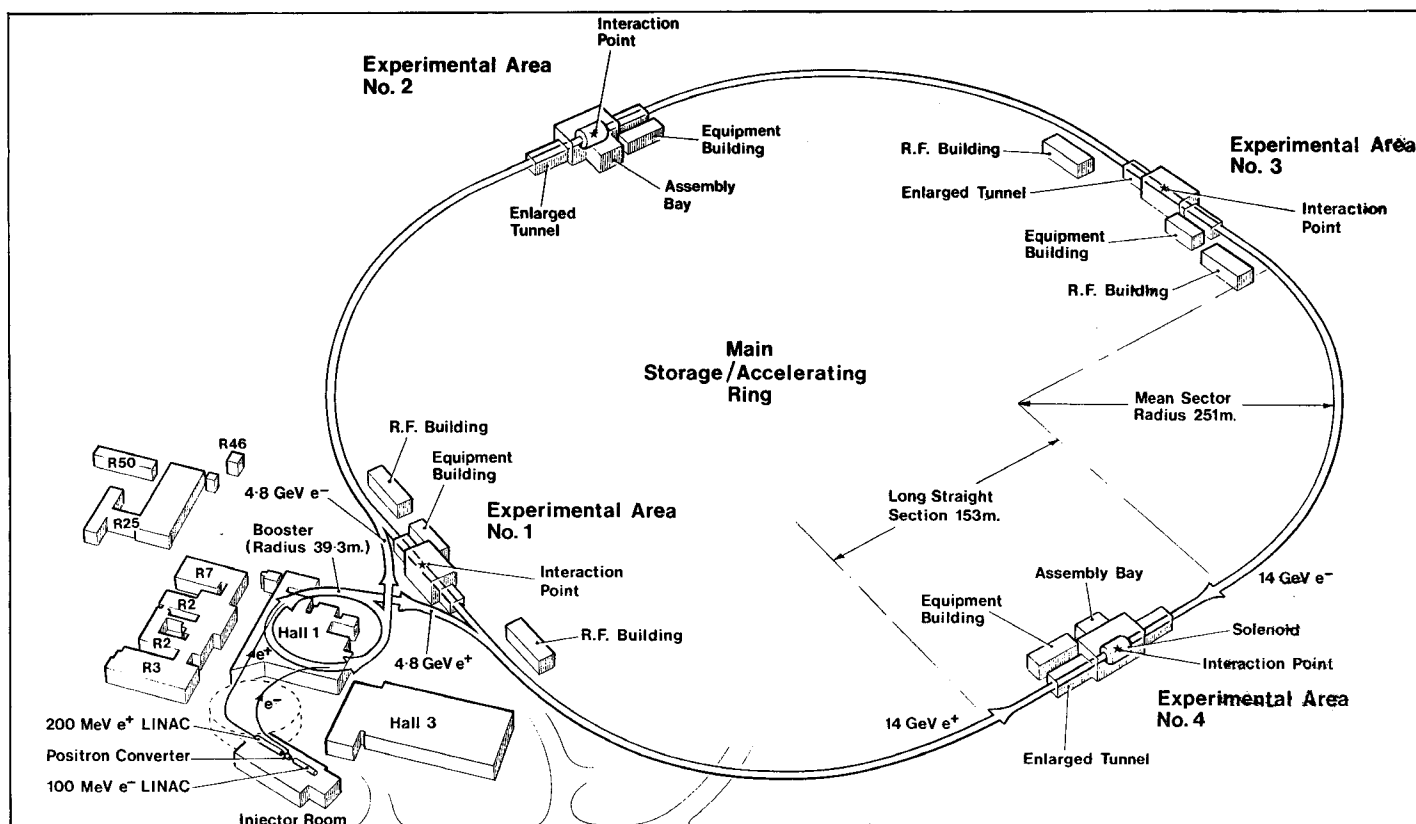 Interaction
Point
Experimental Area
No. 2
Equipment
Building
Assembly
Bay
Enlarged
Tunnel
R.F. Building
Experimental Area
No. 3
Enlarged Tunnel
Interaction
Point
Equipment
Building
R.F. Building
Main
Storage/Accelerating
Ring
Mean Sector
Radius 251m.
Long Straight
Section 153m.
R46
R50
R25
R.F. Building
Equipment
Building
4·8 GeV e⁻
Experimental Area
No. 1
Booster
(Radius 39·3m.)
Interaction
Point
R7
R2
R2
R3
Hall 1
R.F. Building
4·8 GeV e⁺
e⁺
e⁻
Hall 3
200 MeV e⁺ LINAC
Positron Converter
100 MeV e⁻ LINAC
Injector Room
Assembly Bay
14 GeV e⁻
Equipment
Building
Solenoid
Interaction Point
Experimental Area
No. 4
14 GeV e⁺
Enlarged Tunnel